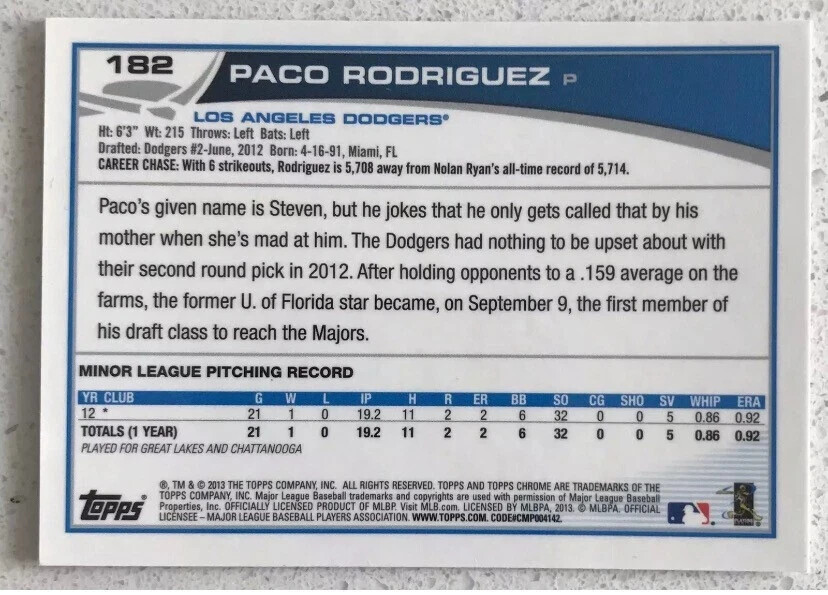 182
PACO RODRIGUEZ P
LOS ANGELES DODGERS®
Ht: 6'3" Wt: 215 Throws: Left Bats: Left
Drafted: Dodgers #2-June, 2012 Born: 4-16-91, Miami, FL
CAREER CHASE: With 6 strikeouts, Rodriguez is 5,708 away from Nolan Ryan's all-time record of 5,714.
Paco's given name is Steven, but he jokes that he only gets called that by his
mother when she's mad at him. The Dodgers had nothing to be upset about with
their second round pick in 2012. After holding opponents to a .159 average on the
farms, the former U. of Florida star became, on September 9, the first member of
his draft class to reach the Majors.
MINOR LEAGUE PITCHING RECORD
YR CLUB G W L IP H R ER BB SO CG SHO SV WHIP ERA
12 * 21 1 0 19.2 11 2 2 6 32 0 0 5 0.86 0.92
TOTALS (1 YEAR) 21 1 0 19.2 11 2 2 6 32 0 0 5 0.86 0.92
PLAYED FOR GREAT LAKES AND CHATTANOOGA
®, TM & © 2013 THE TOPPS COMPANY, INC. ALL RIGHTS RESERVED. TOPPS AND TOPPS CHROME ARE TRADEMARKS OF THE
TOPPS COMPANY, INC. Major League Baseball trademarks and copyrights are used with permission of Major League Baseball
Properties, Inc. OFFICIALLY LICENSED PRODUCT OF MLBP. Visit MLB.com. LICENSED BY MLBPA, 2013. © MLBPA, OFFICIAL
LICENSEE – MAJOR LEAGUE BASEBALL PLAYERS ASSOCIATION. WWW.TOPPS.COM. CODE#CMP004142.
topps